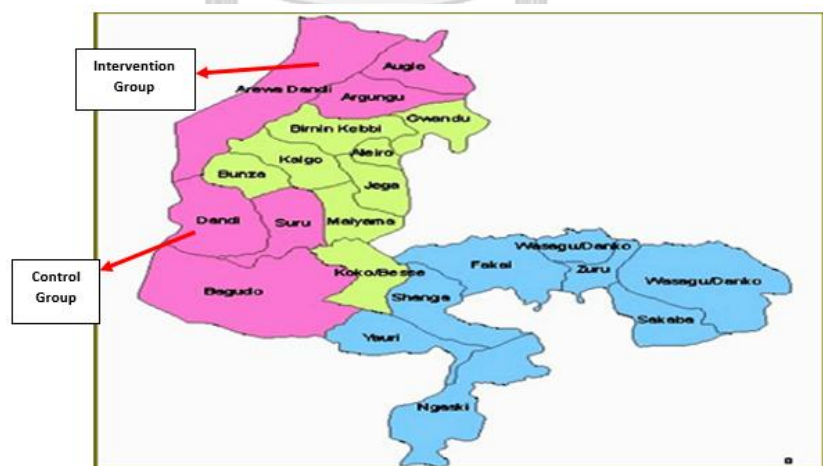 Intervention
Group
Augie
Arewa Dandi
Argungu
Gwandu
Birnin Kebbi
Aleiro
Kalgo
Bunza
Jega
Dandi
Suru
Maiyama
Control
Group
Koko/Besse
Wasagu/Danko
Fakai
Zuru
Wasagu/Danko
Bagudo
Shanga
Sakaba
Yauri
Ngaski